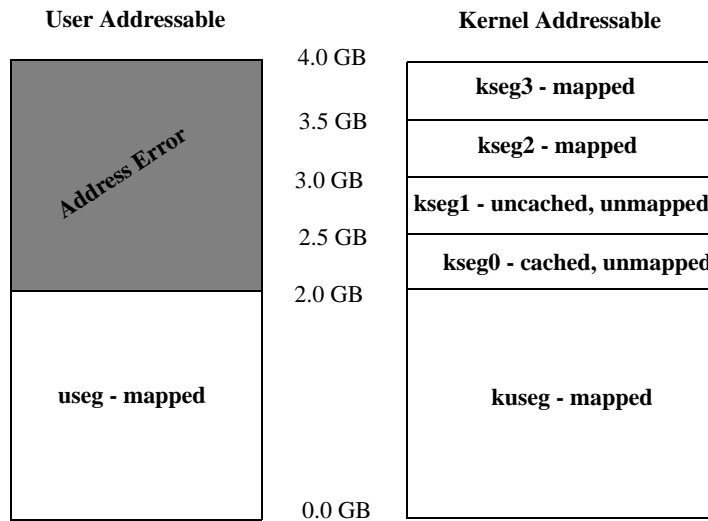 User Addressable
Kernel Addressable
4.0 GB
kseg3 - mapped
3.5 GB
kseg2 - mapped
Address Error
3.0 GB
kseg1 - uncached, unmapped
2.5 GB
kseg0 - cached, unmapped
2.0 GB
useg - mapped
kuseg - mapped
0.0 GB